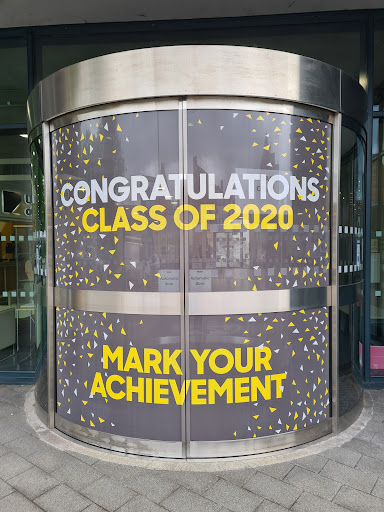 CONGRATULATIONS
CLASS OF 2020
MARK YOUR
ACHIEVEMENT